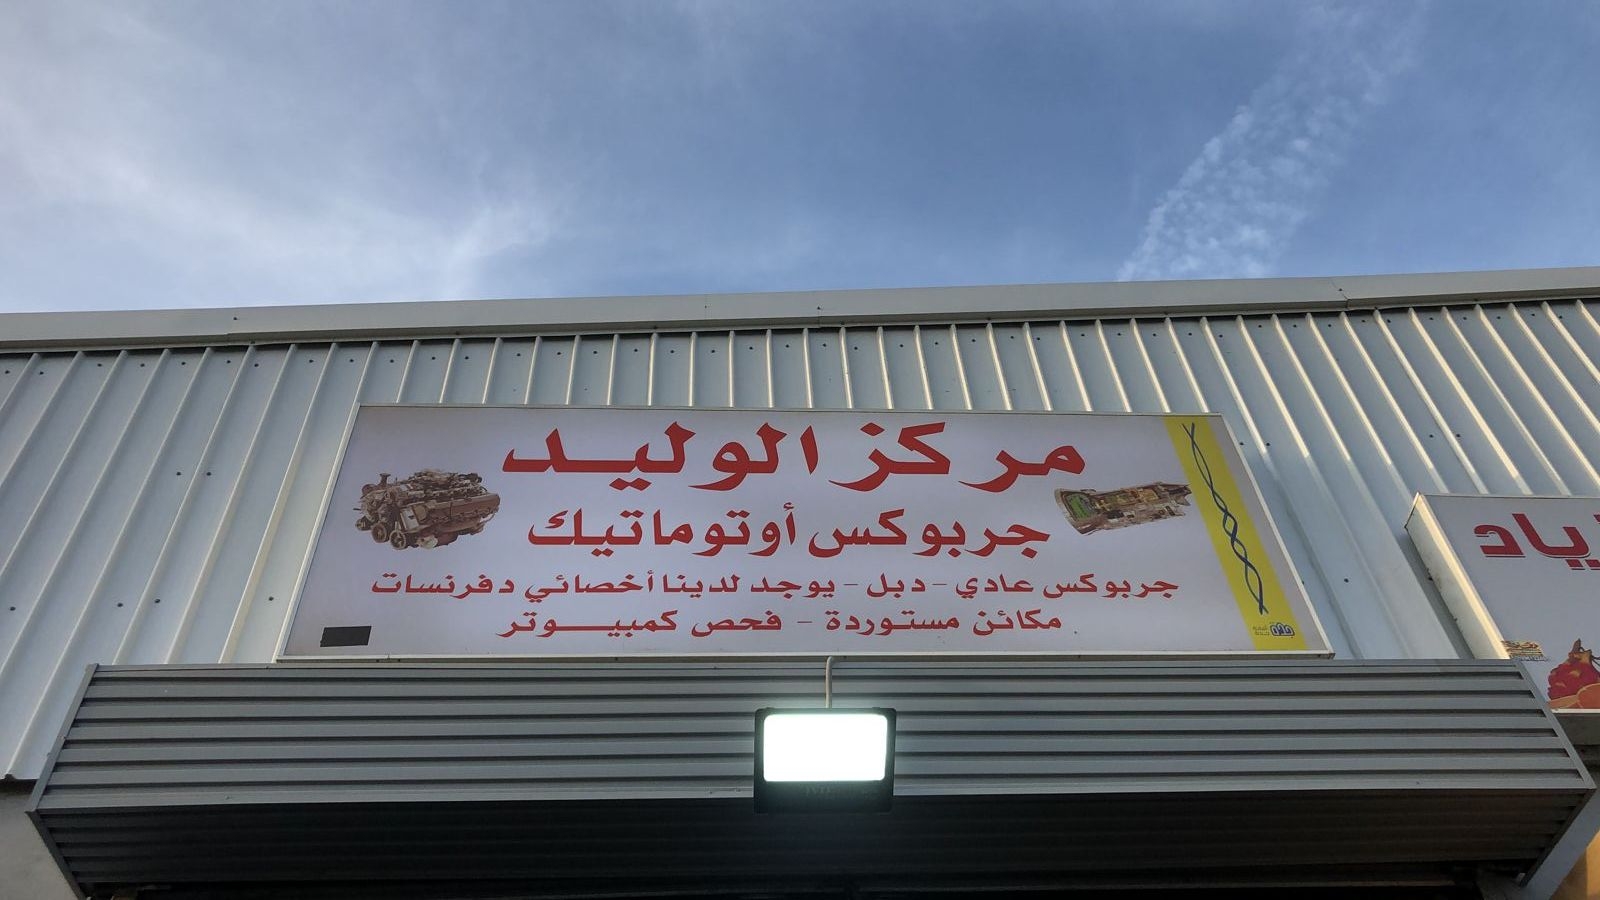 مركز الوليد
جربوكس أوتوماتيك
جربوكس عادي - دبل - يوجد لدينا أخصائي دفرنسات
مكائن مستوردة - فحص كمبيوتر